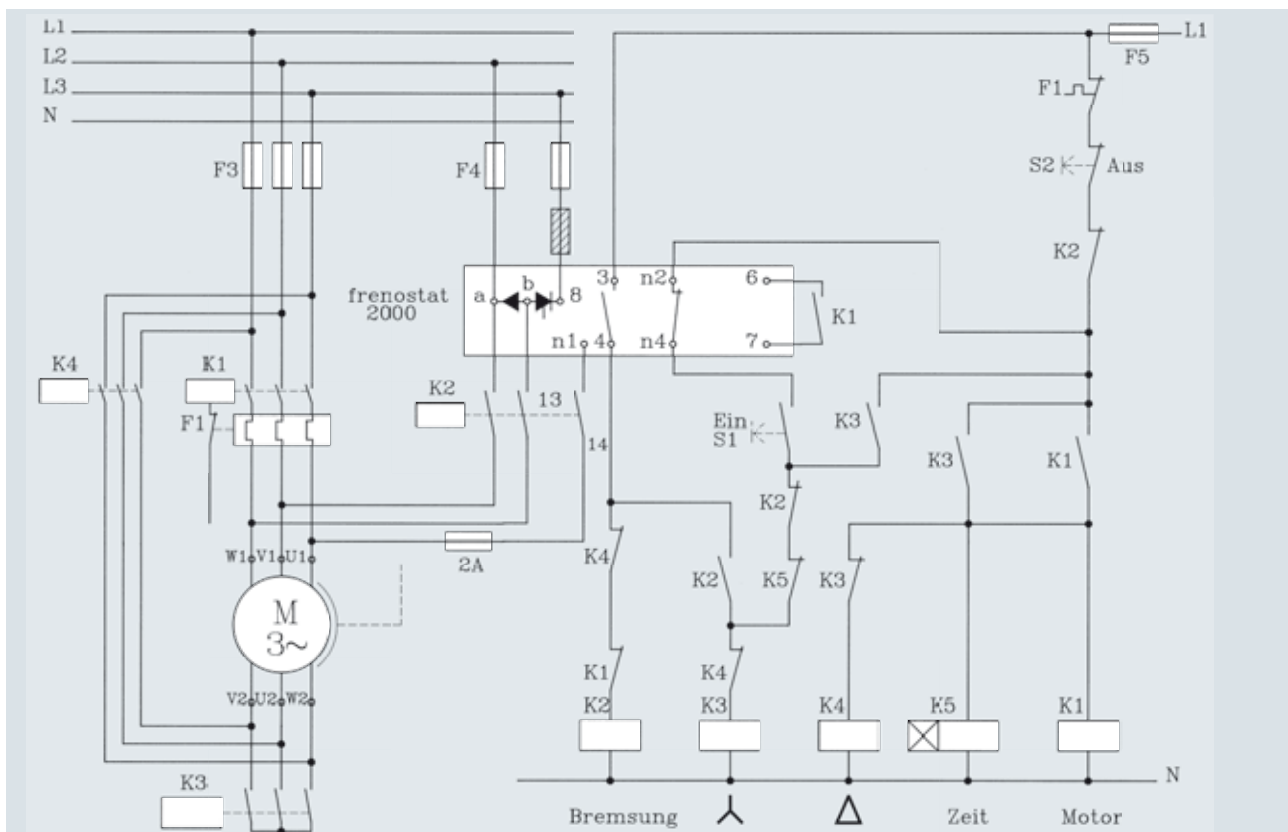 L1
L2
L3
N
F3
F4
L1
F5
F1
S2 Aus
K2
frenostat
2000
a b 8
3 n2 6
n1 4 n4 7
K1
K4
K1
F1
K2
13
14
Ein
S1
K3
K3
K1
K2
2A
W1 V1 U1
M
3~
V2 U2 W2
K3
K4
K2
K5
K3
K1
K4
K2
K3
K4
K5
K1
N
Bremsung
Zeit
Motor